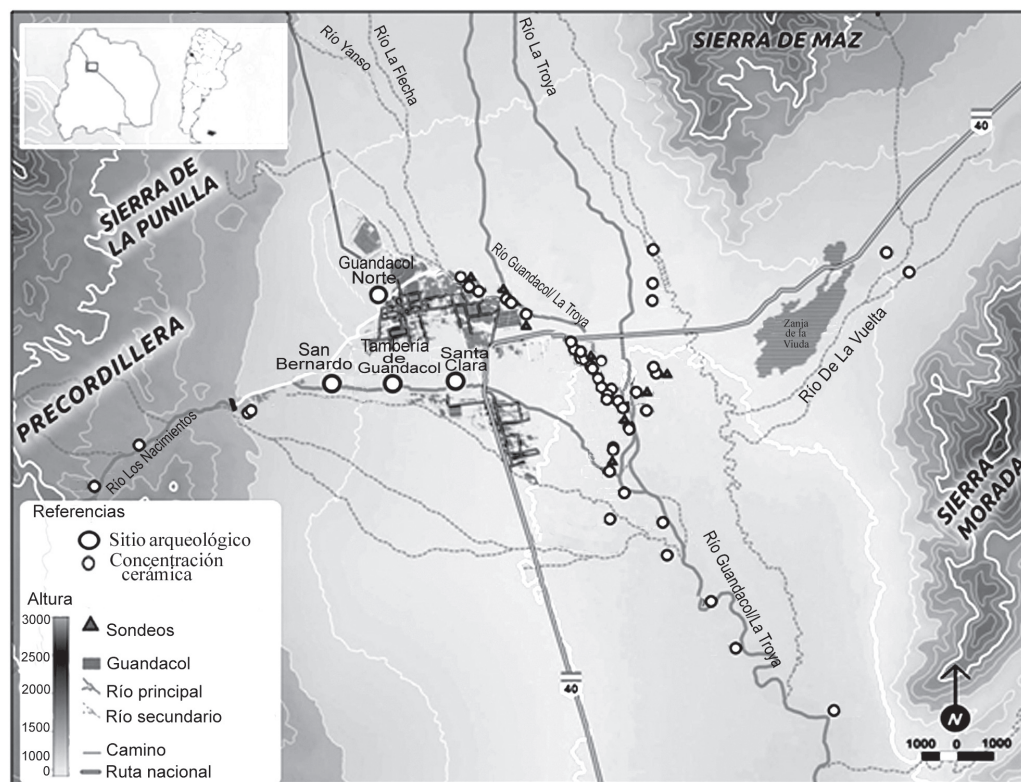 SIERRA DE MAZ
Río Yanso
Río La Flecha
Río La Troya
40
SIERRA DE
LA PUNILLA
Guandacol
Norte
Río Guandacol/ La Troya
Zanja
de la
Viuda
Río De La Vuelta
PRECORDILLERA
San
Bernardo
Tambería
de
Guandacol
Santa
Clara
Río Los Nacimientos
SIERRA
MORADA
Río Guandacol/La Troya
40
N
1000 0 1000
Referencias
Sitio arqueológico
Concentración
cerámica
Altura
3000
2500
2000
1500
1000
0
Sondeos
Guandacol
Río principal
Río secundario
Camino
Ruta nacional